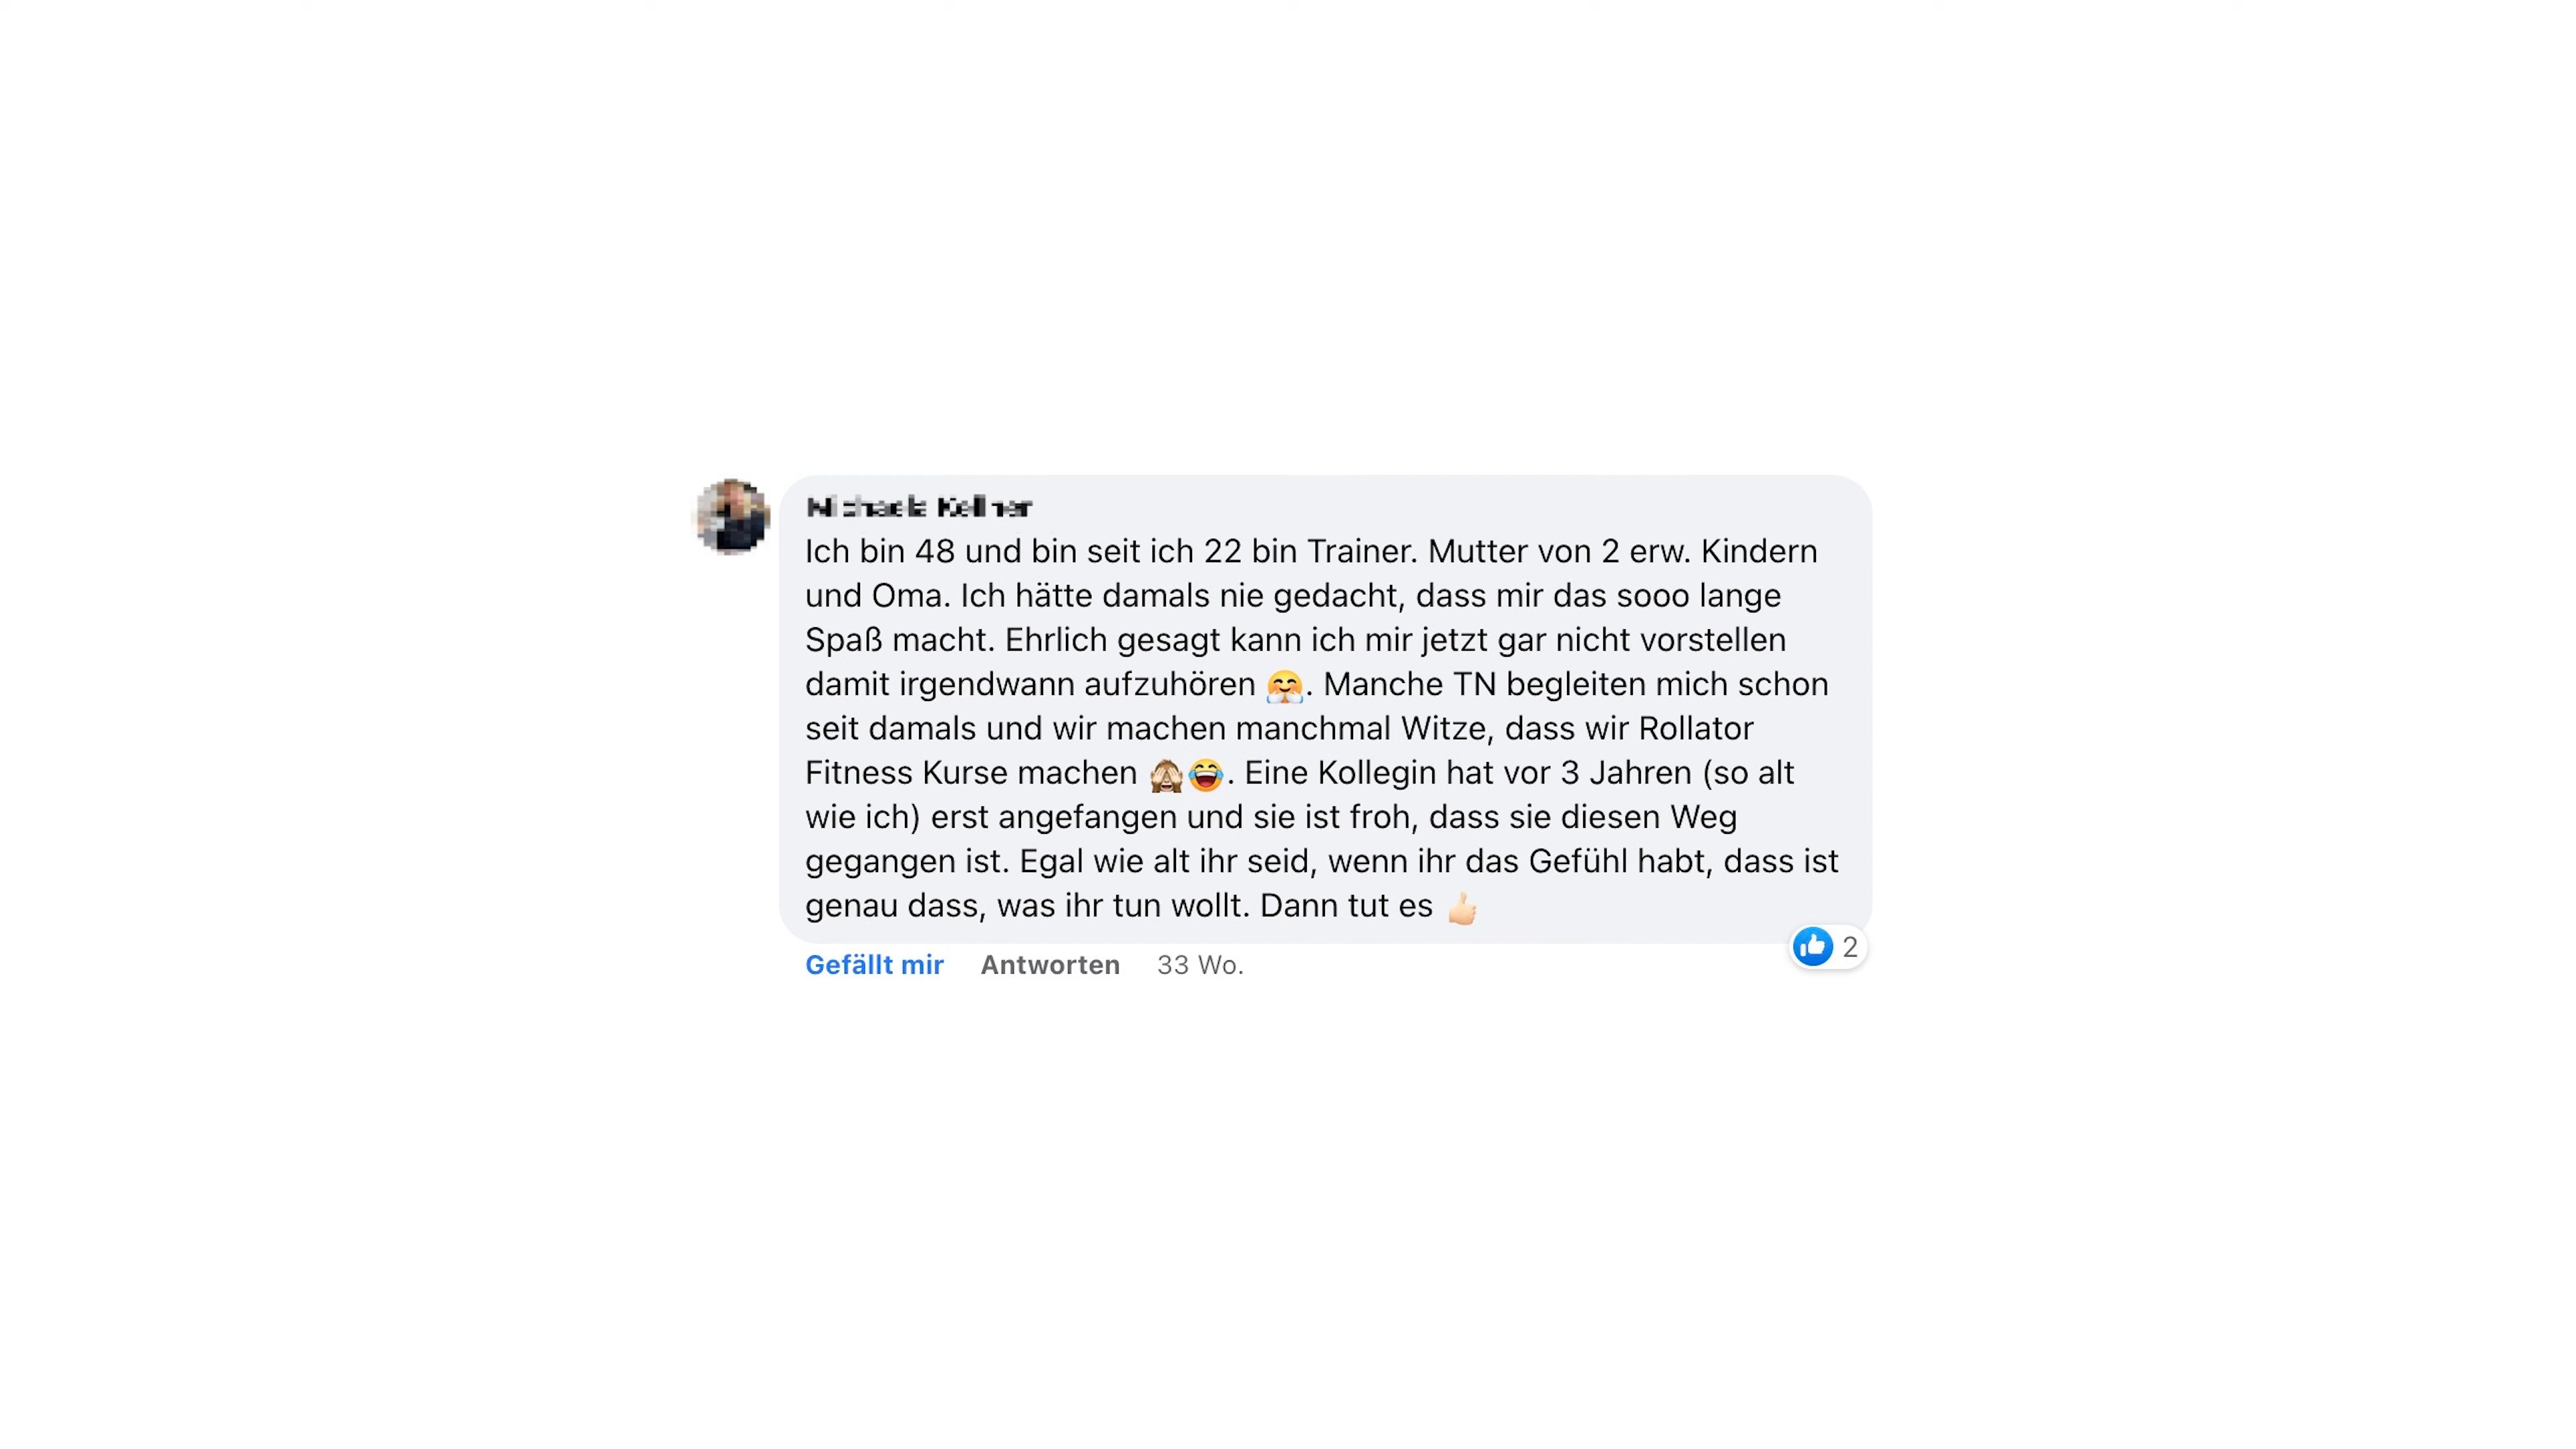 Ich bin 48 und bin seit ich 22 bin Trainer. Mutter von 2 erw. Kindern
und Oma. Ich hätte damals nie gedacht, dass mir das sooo lange
Spaß macht. Ehrlich gesagt kann ich mir jetzt gar nicht vorstellen
damit irgendwann aufzuhören 🤗. Manche TN begleiten mich schon
seit damals und wir machen manchmal Witze, dass wir Rollator
Fitness Kurse machen 🙈😂. Eine Kollegin hat vor 3 Jahren (so alt
wie ich) erst angefangen und sie ist froh, dass sie diesen Weg
gegangen ist. Egal wie alt ihr seid, wenn ihr das Gefühl habt, dass ist
genau dass, was ihr tun wollt. Dann tut es 👍🏻
Gefällt mir Antworten 33 Wo. 2